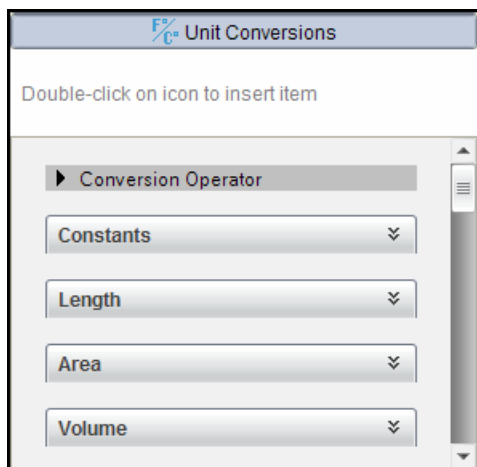 F°/C° Unit Conversions
Double-click on icon to insert item
Conversion Operator
Constants
Length
Area
Volume